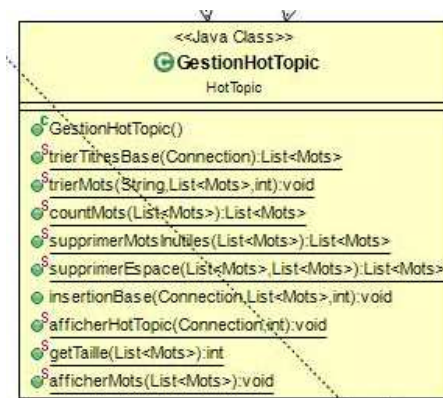 <<Java Class>>
C GestionHotTopic
HotTopic
C GestionHotTopic()
S trierTitresBase(Connection):List<Mots>
S trierMots(String,List<Mots>,int):void
S countMots(List<Mots>):List<Mots>
S supprimerMotsInutiles(List<Mots>):List<Mots>
S supprimerEspace(List<Mots>,List<Mots>):List<Mots>
insertionBase(Connection,List<Mots>,int):void
S afficherHotTopic(Connection,int):void
S getTaille(List<Mots>):int
S afficherMots(List<Mots>):void